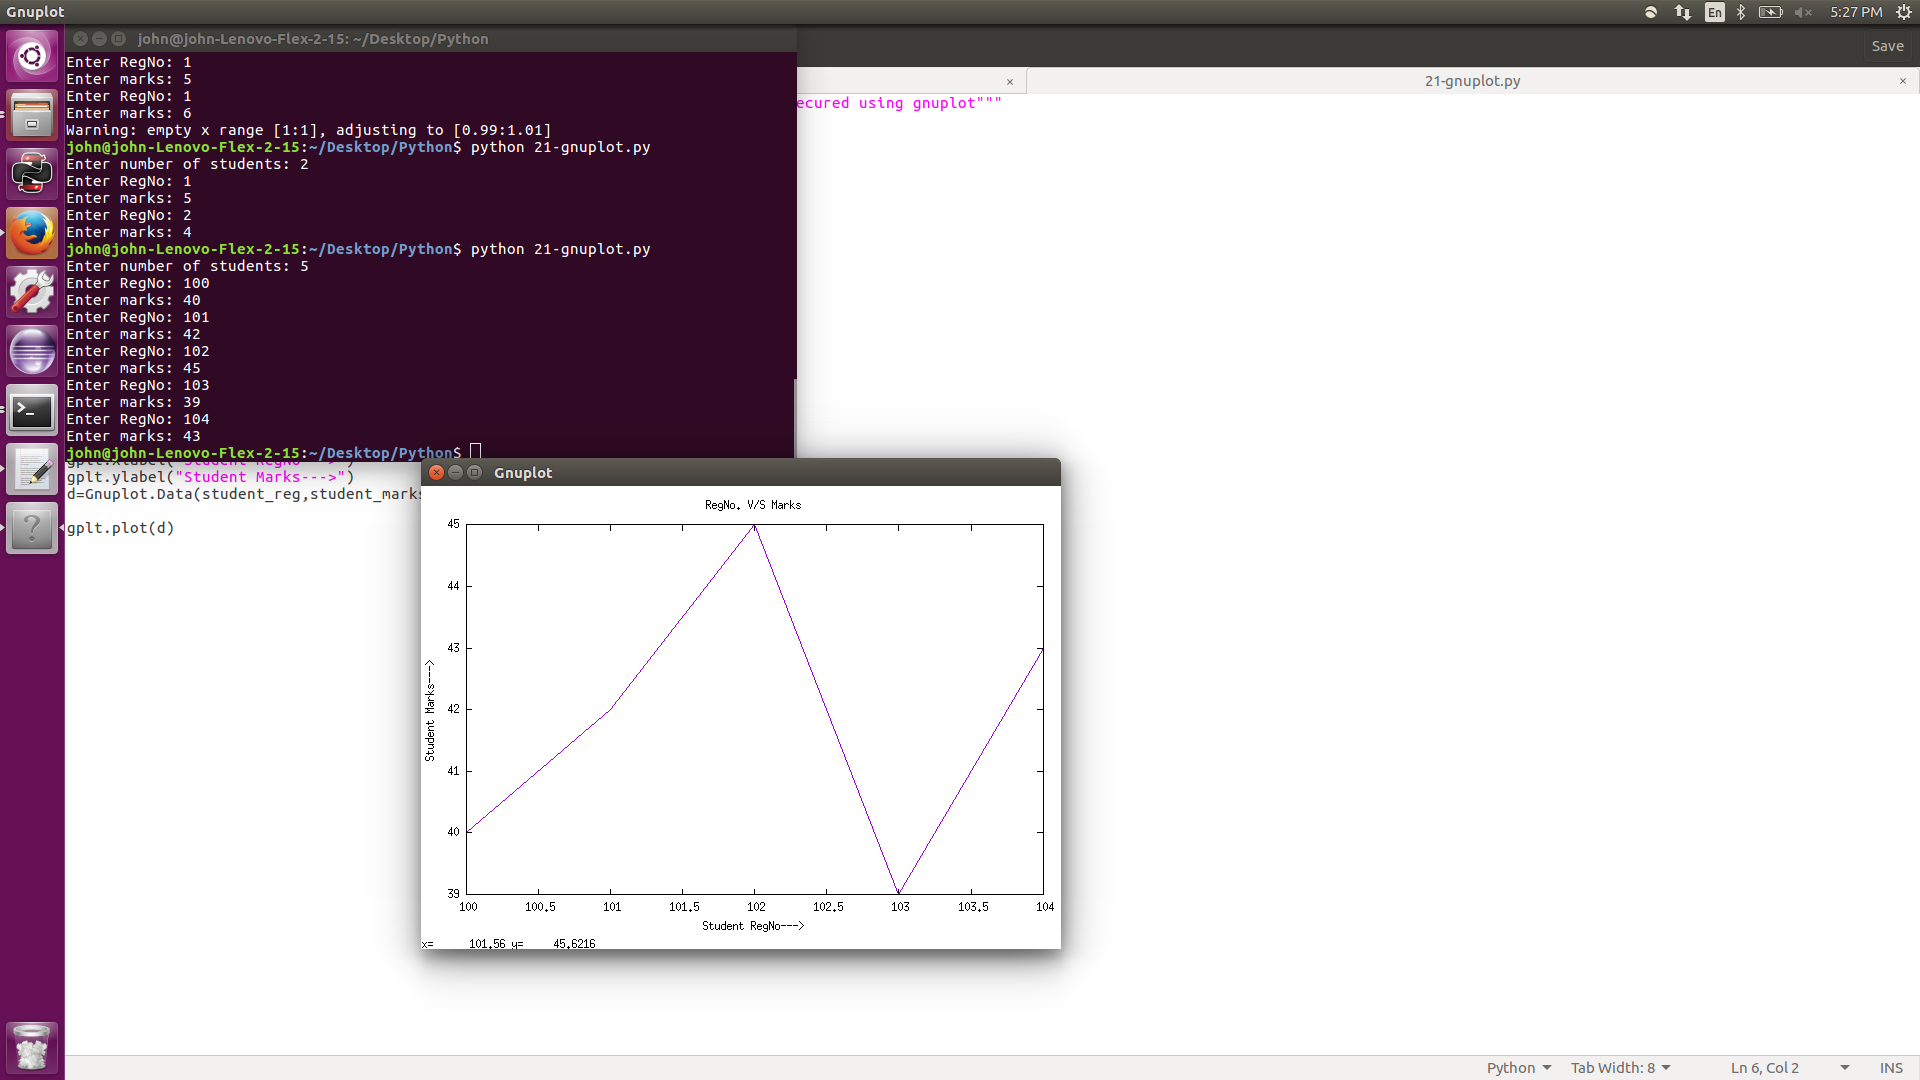 Gnuplot
En
5:27 PM
john@john-Lenovo-Flex-2-15: ~/Desktop/Python
Save
Enter RegNo: 1
Enter marks: 5
Enter RegNo: 1
Enter marks: 6
Warning: empty x range [1:1], adjusting to [0.99:1.01]
john@john-Lenovo-Flex-2-15:~/Desktop/Python$ python 21-gnuplot.py
Enter number of students: 2
Enter RegNo: 1
Enter marks: 5
Enter RegNo: 2
Enter marks: 4
john@john-Lenovo-Flex-2-15:~/Desktop/Python$ python 21-gnuplot.py
Enter number of students: 5
Enter RegNo: 100
Enter marks: 40
Enter RegNo: 101
Enter marks: 42
Enter RegNo: 102
Enter marks: 45
Enter RegNo: 103
Enter marks: 39
Enter RegNo: 104
Enter marks: 43
john@john-Lenovo-Flex-2-15:~/Desktop/Python$
21-gnuplot.py
ecured using gnuplot"""
gplt.xlabel("Student RegNo--->")
gplt.ylabel("Student Marks--->")
d=Gnuplot.Data(student_reg,student_marks
gplt.plot(d)
Gnuplot
RegNo. V/S Marks
45
44
43
42
41
40
39
Student Marks--->
100 100.5 101 101.5 102 102.5 103 103.5 104
Student RegNo--->
x= 101.56 y= 45.6216
Python
Tab Width: 8
Ln 6, Col 2
INS